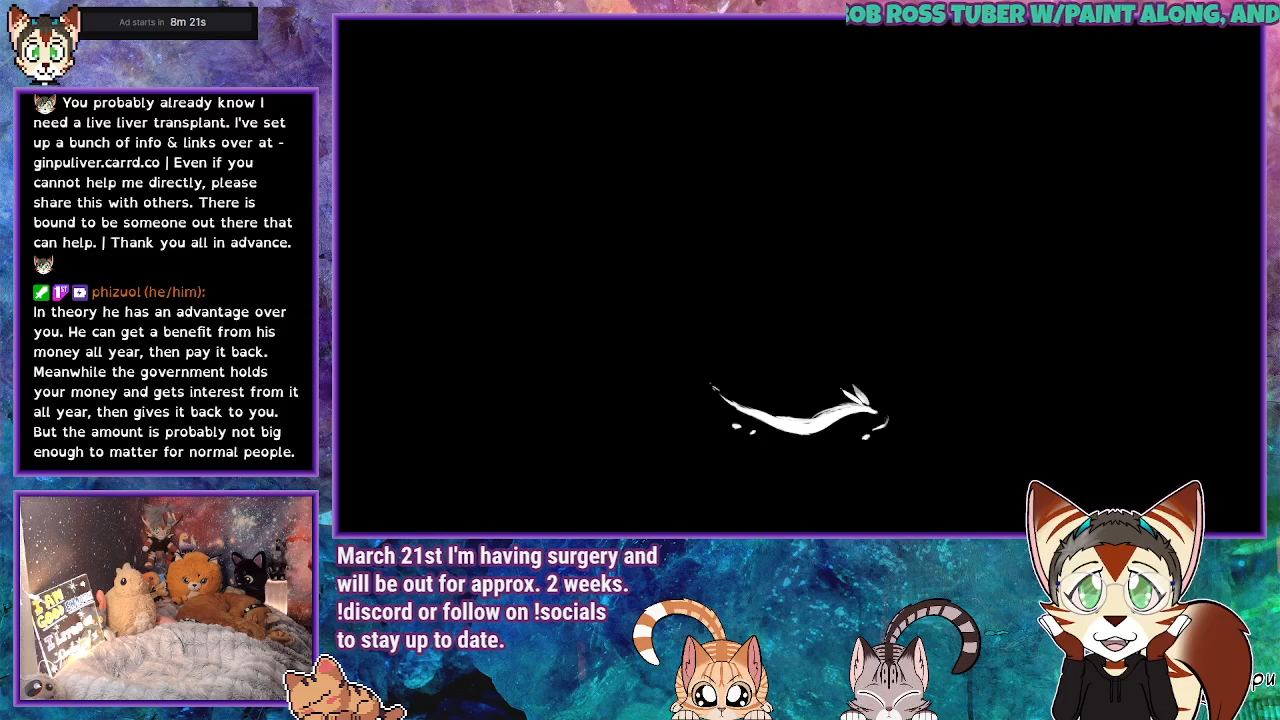 Ad starts in 8m 21s
OB ROSS TUBER W/PAINT ALONG, AND
You probably already know I
need a live liver transplant. I've set
up a bunch of info & links over at -
ginpuliver.carrd.co | Even if you
cannot help me directly, please
share this with others. There is
bound to be someone out there that
can help. | Thank you all in advance.
1ST phizuol (he/him):
In theory he has an advantage over
you. He can get a benefit from his
money all year, then pay it back.
Meanwhile the government holds
your money and gets interest from it
all year, then gives it back to you.
But the amount is probably not big
enough to matter for normal people.
I AM
GOOD
March 21st I'm having surgery and
will be out for approx. 2 weeks.
!discord or follow on !socials
to stay up to date.
pu